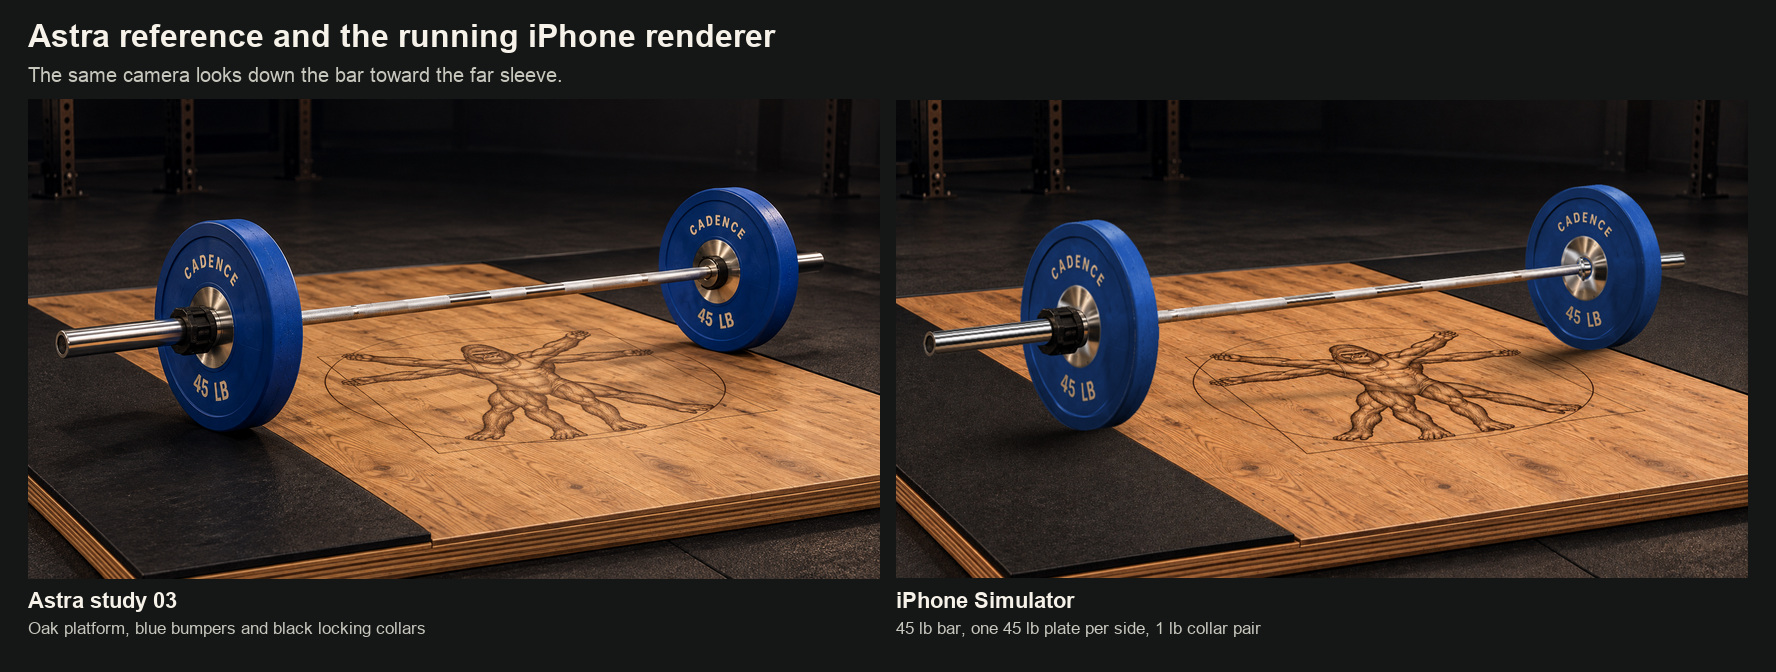 Astra reference and the running iPhone renderer
The same camera looks down the bar toward the far sleeve.
CADENCE
45 LB
CADENCE
45 LB
CADENCE
45 LB
CADENCE
45 LB
Astra study 03
Oak platform, blue bumpers and black locking collars
iPhone Simulator
45 lb bar, one 45 lb plate per side, 1 lb collar pair